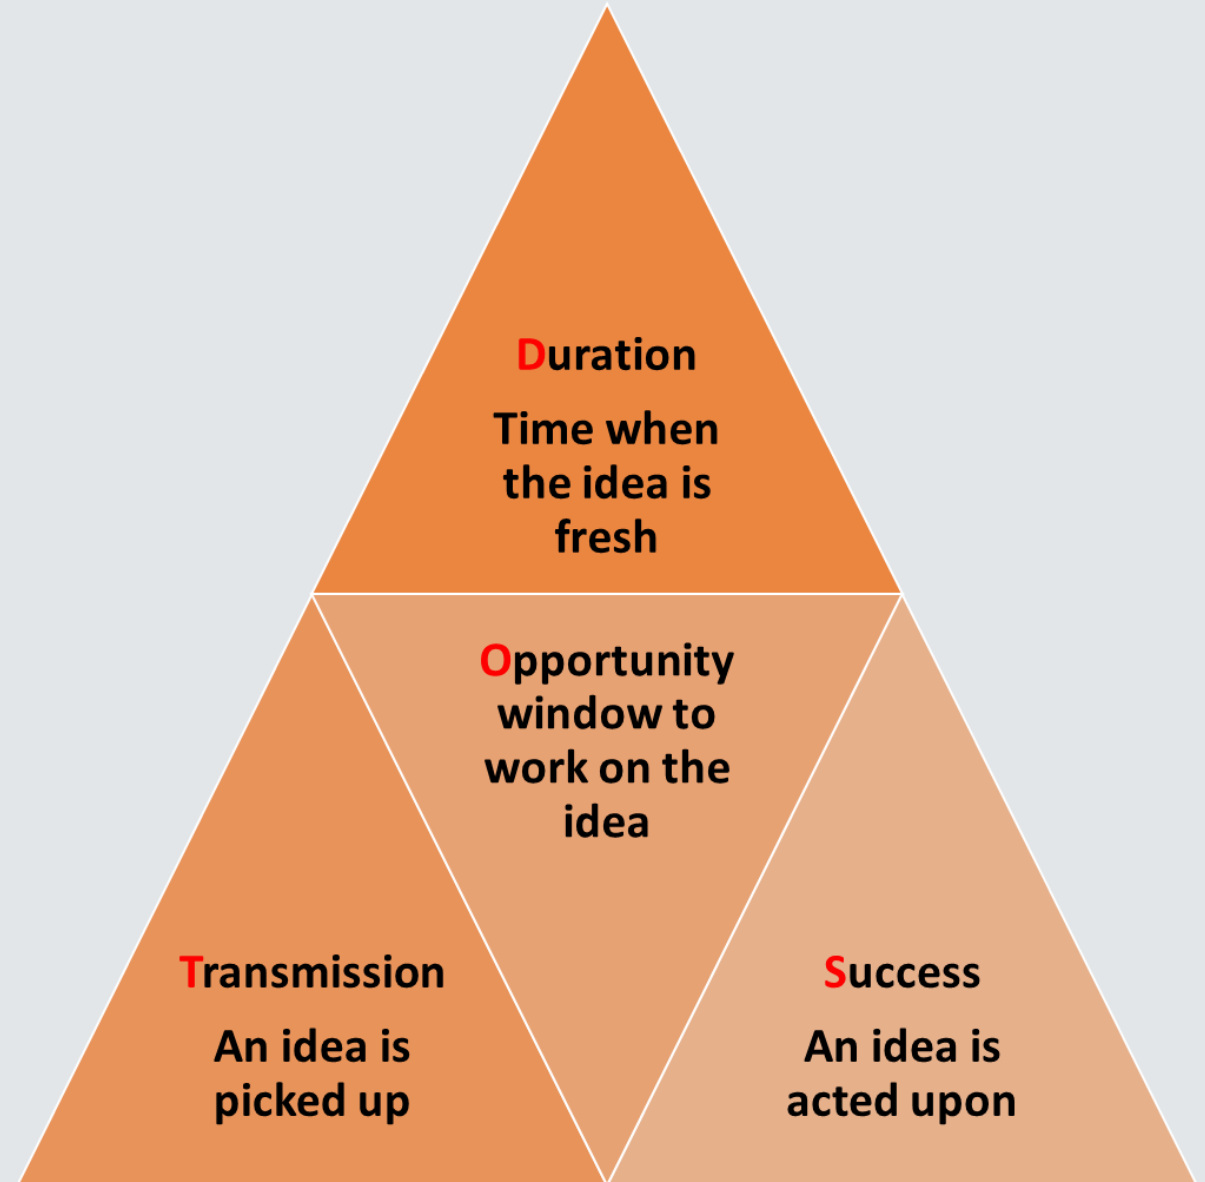 Duration
Time when
the idea is
fresh
Opportunity
window to
work on the
idea
Transmission
An idea is
picked up
Success
An idea is
acted upon